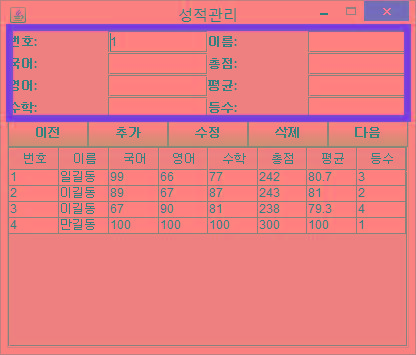 성적관리
번호: 1 이름:
국어: 총점:
영어: 평균:
수학: 등수:
이전 추가 수정 삭제 다음
번호 이름 국어 영어 수학 총점 평균 등수
1 일길동 99 66 77 242 80.7 3
2 이길동 89 67 87 243 81 2
3 이길동 67 90 81 238 79.3 4
4 만길동 100 100 100 300 100 1